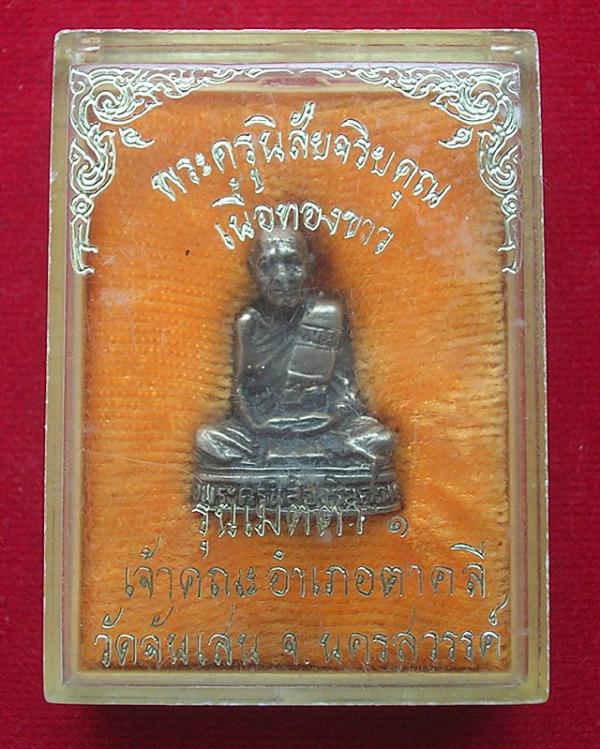 พระครูนิสัยจริยคุณ
เนื้อทองขาว
รุ่นเมตตา ๑
เจ้าคณะอำเภอตาคลี
วัดจันเสน จ.นครสวรรค์